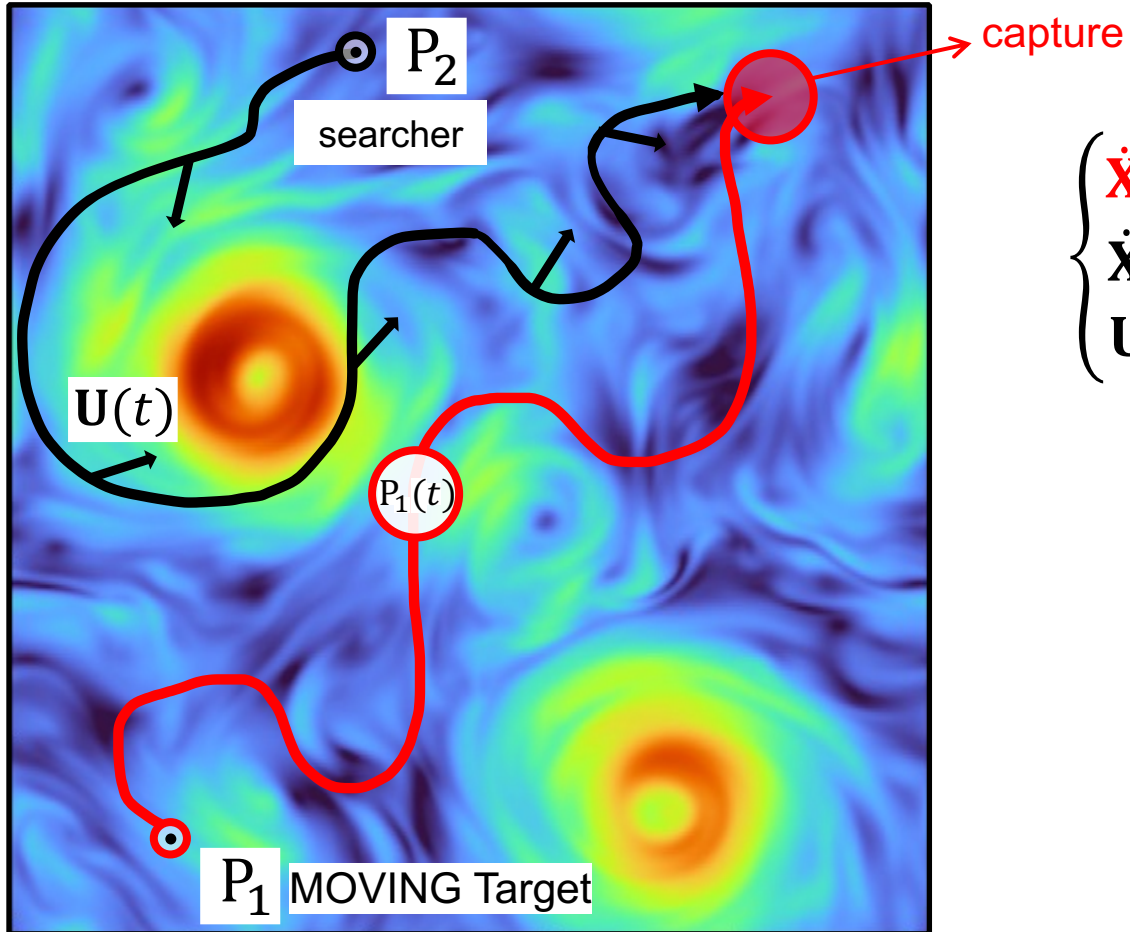 capture
P₂
searcher
Ẋ
Ẋ
U
U(t)
P₁(t)
P₁ MOVING Target